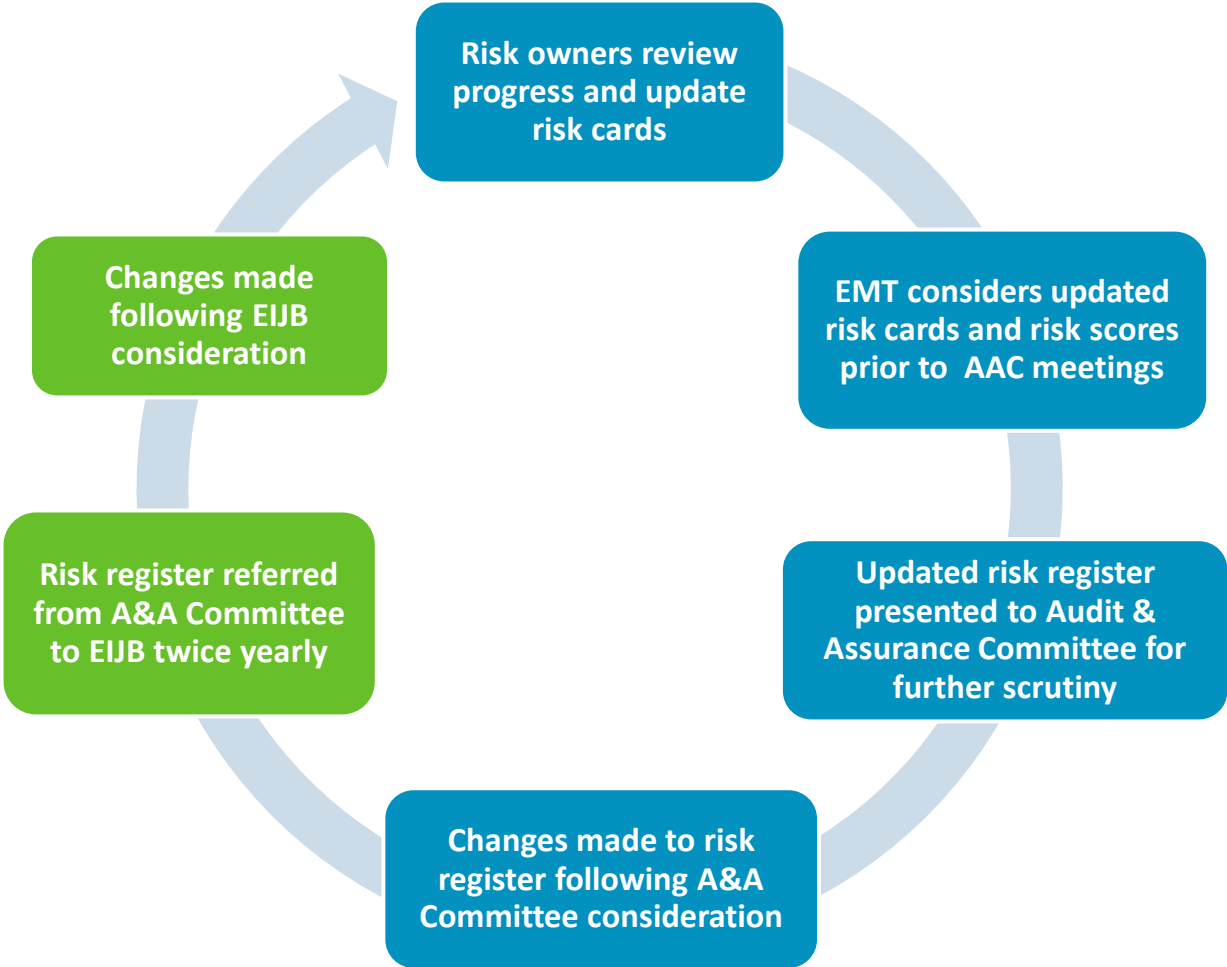 Risk owners review
progress and update
risk cards
EMT considers updated
risk cards and risk scores
prior to  AAC meetings
Updated risk register
presented to Audit &
Assurance Committee for
further scrutiny
Changes made to risk
register following A&A
Committee consideration
Risk register referred
from A&A Committee
to EIJB twice yearly
Changes made
following EIJB
consideration